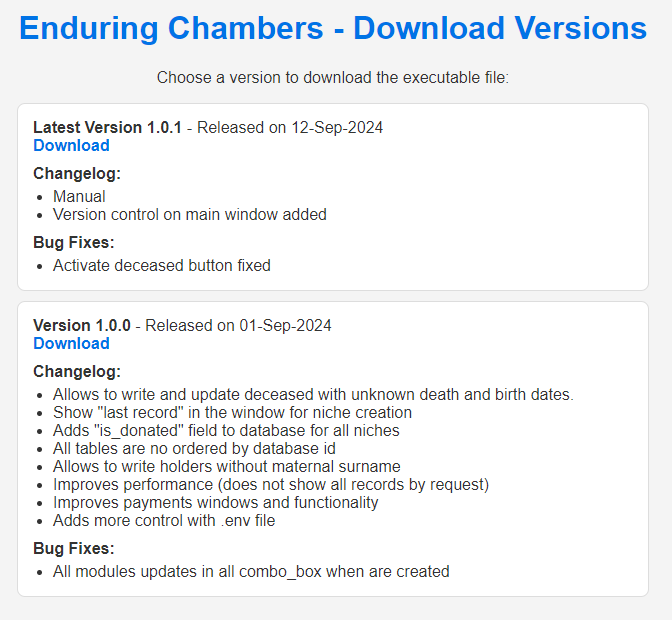 Enduring Chambers - Download Versions
Choose a version to download the executable file:
Latest Version 1.0.1 - Released on 12-Sep-2024
Download
Changelog:
• Manual
• Version control on main window added
Bug Fixes:
• Activate deceased button fixed
Version 1.0.0 - Released on 01-Sep-2024
Download
Changelog:
• Allows to write and update deceased with unknown death and birth dates.
• Show "last record" in the window for niche creation
• Adds "is_donated" field to database for all niches
• All tables are no ordered by database id
• Allows to write holders without maternal surname
• Improves performance (does not show all records by request)
• Improves payments windows and functionality
• Adds more control with .env file
Bug Fixes:
• All modules updates in all combo_box when are created